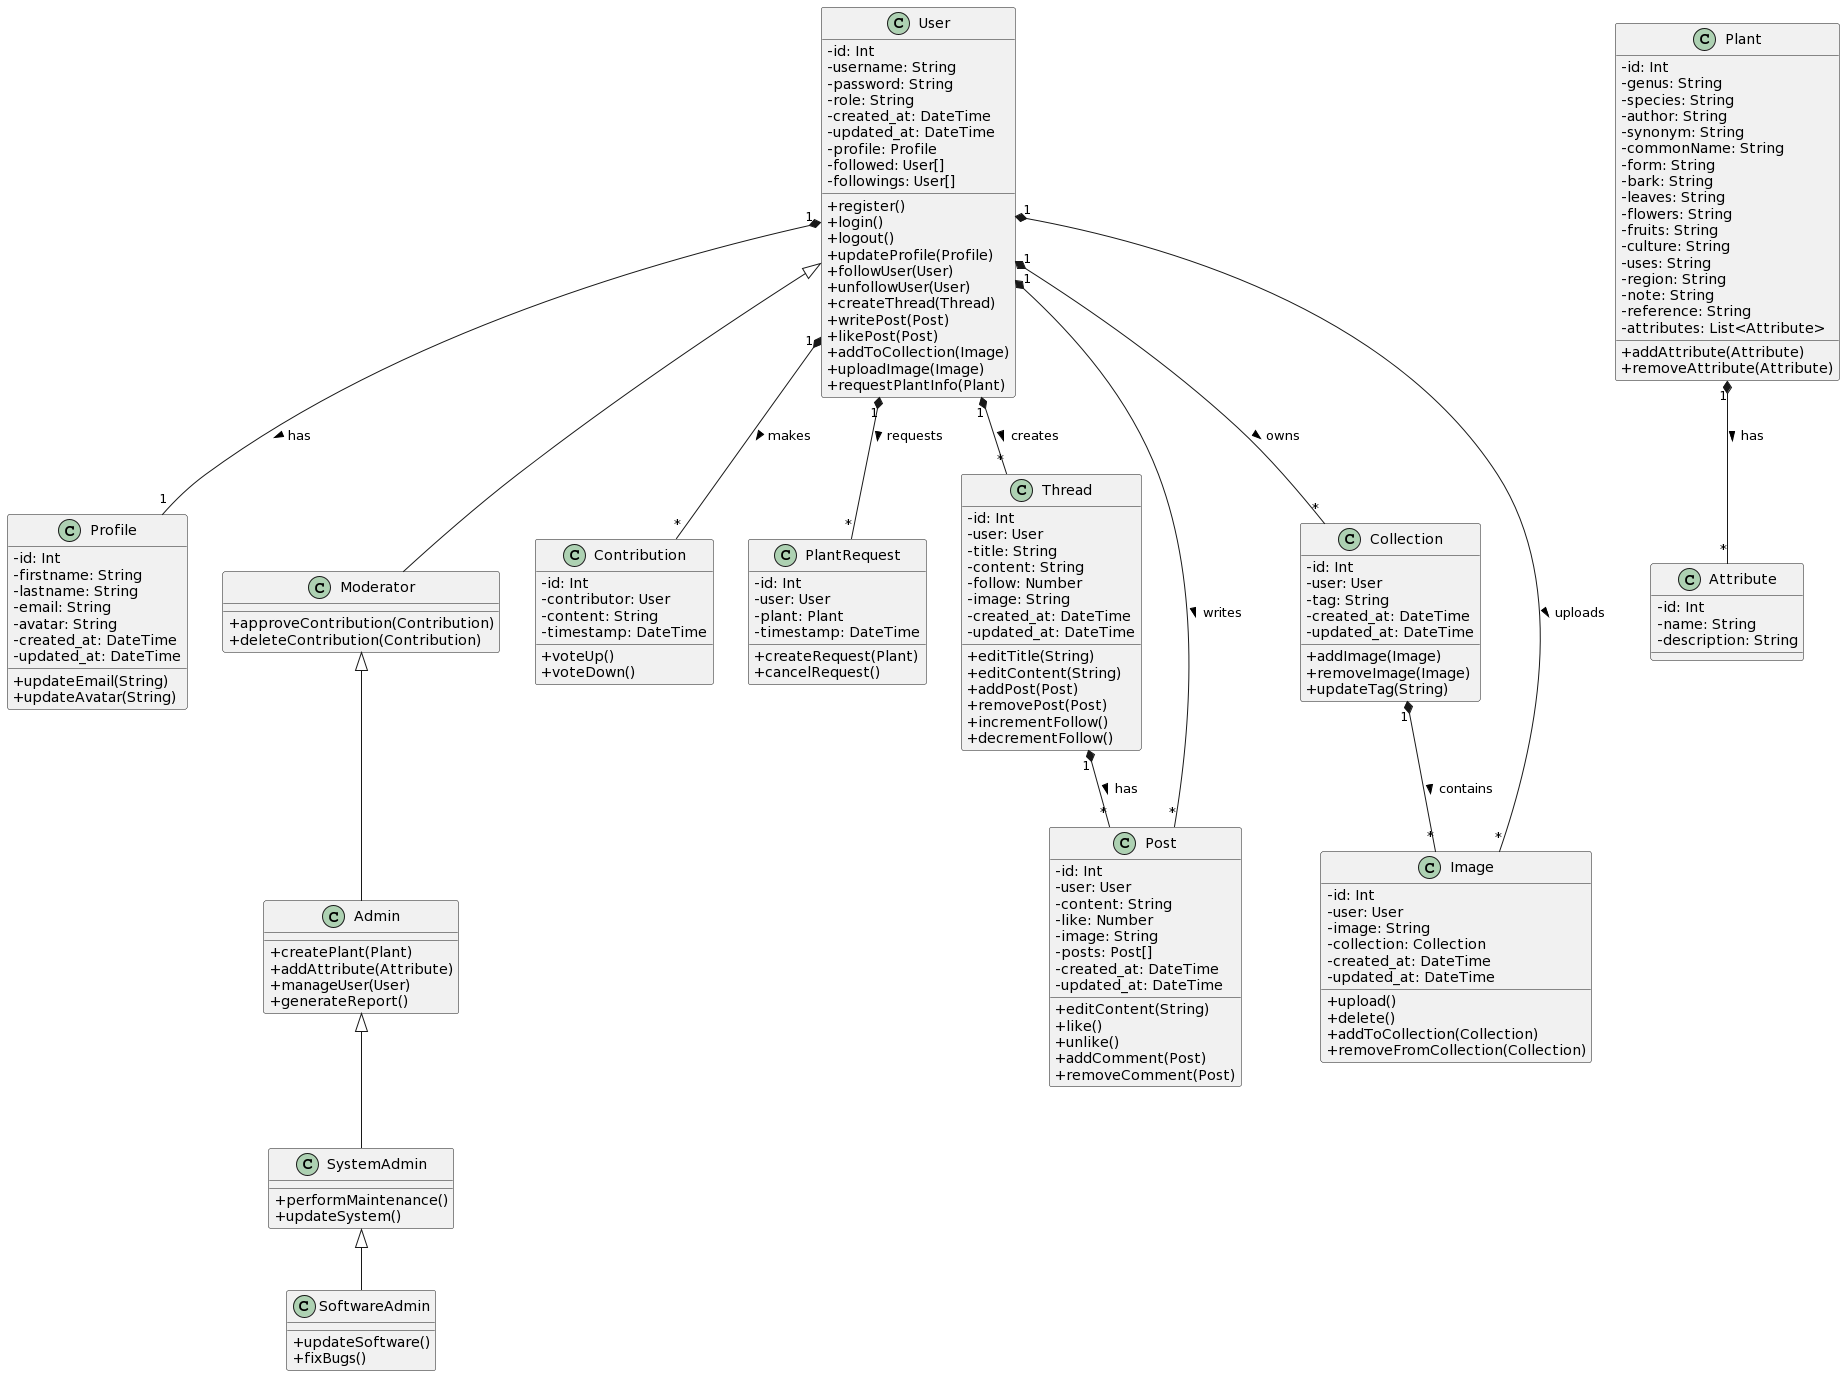 C User
-id: Int
-username: String
-password: String
-role: String
-created_at: DateTime
-updated_at: DateTime
-profile: Profile
-followed: User[]
-followings: User[]
+register()
+login()
+logout()
+updateProfile(Profile)
+followUser(User)
+unfollowUser(User)
+createThread(Thread)
+writePost(Post)
+likePost(Post)
+addToCollection(Image)
+uploadImage(Image)
+requestPlantInfo(Plant)
C Plant
-id: Int
-genus: String
-species: String
-author: String
-synonym: String
-commonName: String
-form: String
-bark: String
-leaves: String
-flowers: String
-fruits: String
-culture: String
-uses: String
-region: String
-note: String
-reference: String
-attributes: List<Attribute>
+addAttribute(Attribute)
+removeAttribute(Attribute)
1
1
1
1
1
1
1
1
1
has
makes
requests
creates
owns
has
writes
uploads
1
*
*
*
*
*
C Profile
-id: Int
-firstname: String
-lastname: String
-email: String
-avatar: String
-created_at: DateTime
-updated_at: DateTime
+updateEmail(String)
+updateAvatar(String)
C Moderator
+approveContribution(Contribution)
+deleteContribution(Contribution)
C Contribution
-id: Int
-contributor: User
-content: String
-timestamp: DateTime
+voteUp()
+voteDown()
C PlantRequest
-id: Int
-user: User
-plant: Plant
-timestamp: DateTime
+createRequest(Plant)
+cancelRequest()
C Thread
-id: Int
-user: User
-title: String
-content: String
-follow: Number
-image: String
-created_at: DateTime
-updated_at: DateTime
+editTitle(String)
+editContent(String)
+addPost(Post)
+removePost(Post)
+incrementFollow()
+decrementFollow()
C Collection
-id: Int
-user: User
-tag: String
-created_at: DateTime
-updated_at: DateTime
+addImage(Image)
+removeImage(Image)
+updateTag(String)
C Attribute
-id: Int
-name: String
-description: String
1
has
*
*
1
contains
*
*
C Admin
+createPlant(Plant)
+addAttribute(Attribute)
+manageUser(User)
+generateReport()
C Post
-id: Int
-user: User
-content: String
-like: Number
-image: String
-posts: Post[]
-created_at: DateTime
-updated_at: DateTime
+editContent(String)
+like()
+unlike()
+addComment(Post)
+removeComment(Post)
C Image
-id: Int
-user: User
-image: String
-collection: Collection
-created_at: DateTime
-updated_at: DateTime
+upload()
+delete()
+addToCollection(Collection)
+removeFromCollection(Collection)
C SystemAdmin
+performMaintenance()
+updateSystem()
C SoftwareAdmin
+updateSoftware()
+fixBugs()